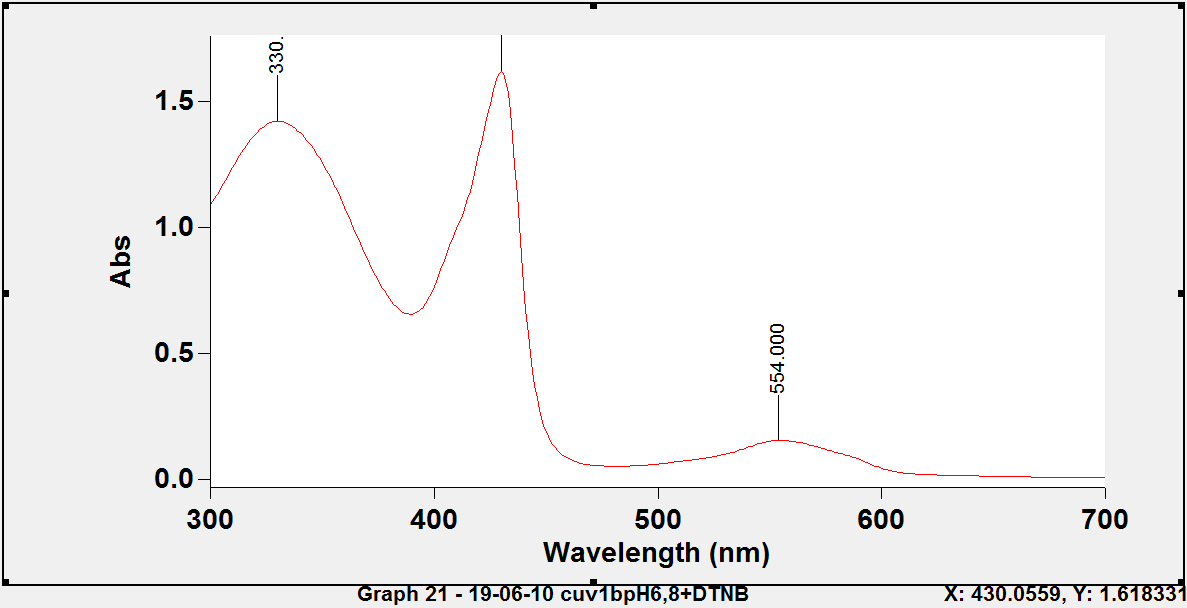 330.
1.5
1.0
Abs
0.5
554.000
0.0
300 400 500 600 700
Wavelength (nm)
Graph 21 - 19-06-10 cuv1bpH6,8+DTNB
X: 430.0559, Y: 1.618331